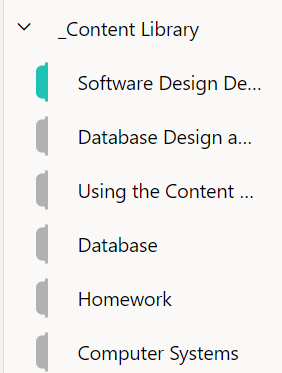 _Content Library
Software Design De...
Database Design a...
Using the Content ...
Database
Homework
Computer Systems